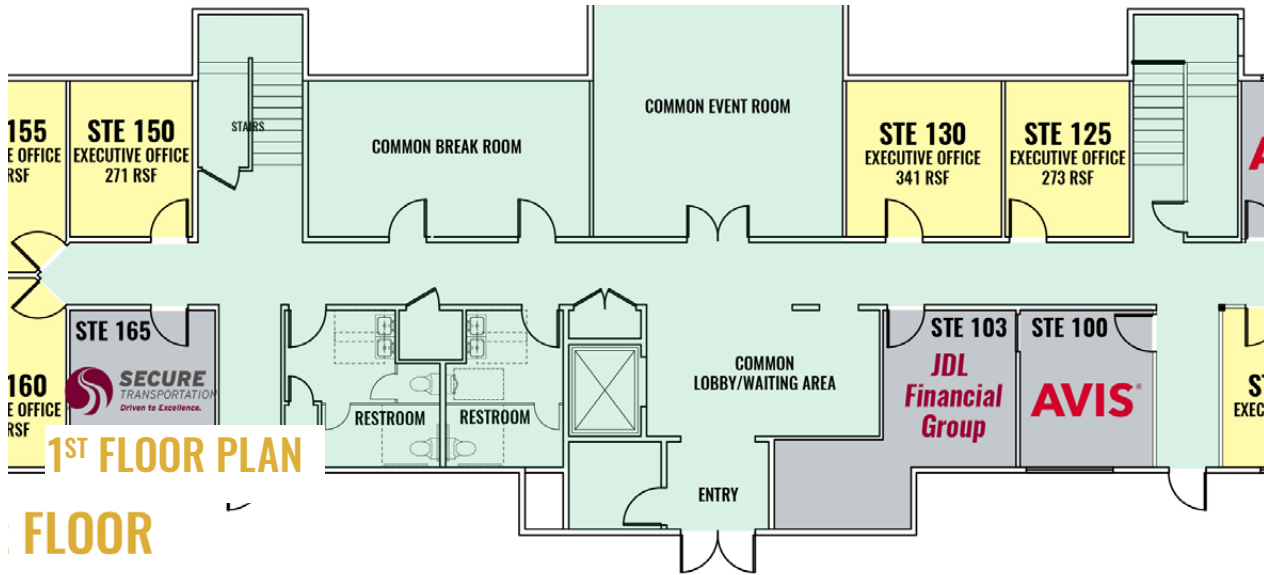 155
E OFFICE
RSF
STE 150
EXECUTIVE OFFICE
271 RSF
STAIRS
COMMON BREAK ROOM
COMMON EVENT ROOM
STE 130
EXECUTIVE OFFICE
341 RSF
STE 125
EXECUTIVE OFFICE
273 RSF
A
160
E OFFICE
RSF
STE 165
SECURE
TRANSPORTATION
Driven to Excellence.
RESTROOM
RESTROOM
COMMON
LOBBY/WAITING AREA
ENTRY
STE 103
JDL
Financial
Group
STE 100
AVIS®
ST
EXEC
1ST FLOOR PLAN
FLOOR